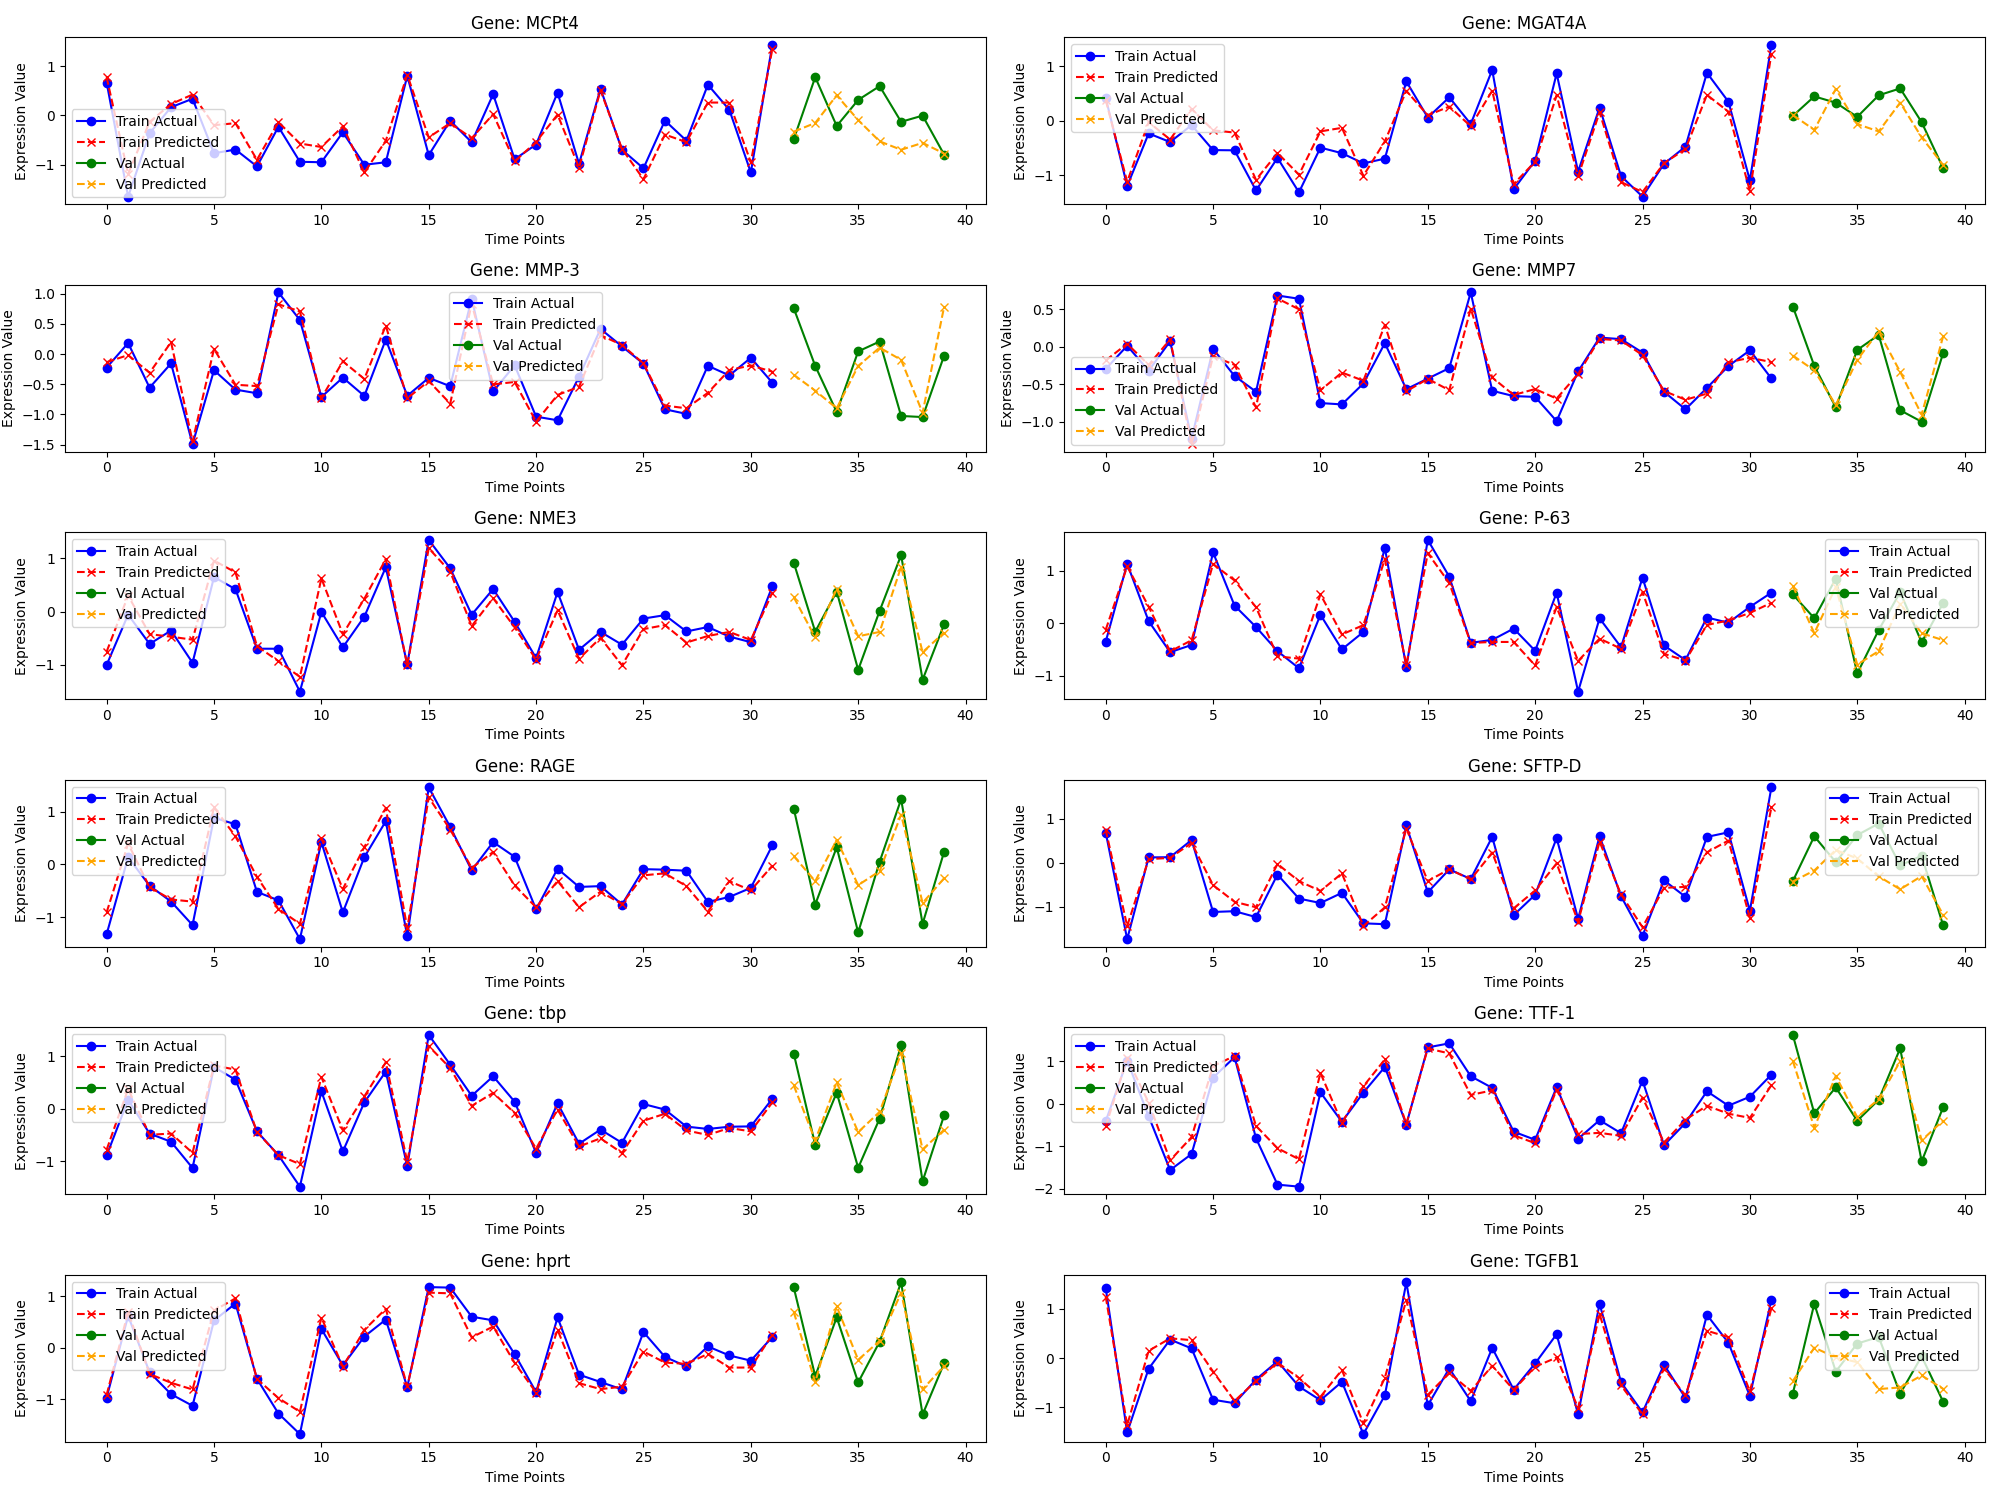 Gene: MCPt4
Expression Value
1
0
−1
Train Actual
Train Predicted
Val Actual
Val Predicted
0 5 10 15 20 25 30 35 40
Time Points
Gene: MGAT4A
Expression Value
1
0
−1
Train Actual
Train Predicted
Val Actual
Val Predicted
0 5 10 15 20 25 30 35 40
Time Points
Gene: MMP-3
Expression Value
1.0
0.5
0.0
−0.5
−1.0
−1.5
Train Actual
Train Predicted
Val Actual
Val Predicted
0 5 10 15 20 25 30 35 40
Time Points
Gene: MMP7
Expression Value
0.5
0.0
−0.5
−1.0
Train Actual
Train Predicted
Val Actual
Val Predicted
0 5 10 15 20 25 30 35 40
Time Points
Gene: NME3
Expression Value
1
0
−1
Train Actual
Train Predicted
Val Actual
Val Predicted
0 5 10 15 20 25 30 35 40
Time Points
Gene: P-63
Expression Value
1
0
−1
Train Actual
Train Predicted
Val Actual
Val Predicted
0 5 10 15 20 25 30 35 40
Time Points
Gene: RAGE
Expression Value
1
0
−1
Train Actual
Train Predicted
Val Actual
Val Predicted
0 5 10 15 20 25 30 35 40
Time Points
Gene: SFTP-D
Expression Value
1
0
−1
Train Actual
Train Predicted
Val Actual
Val Predicted
0 5 10 15 20 25 30 35 40
Time Points
Gene: tbp
Expression Value
1
0
−1
Train Actual
Train Predicted
Val Actual
Val Predicted
0 5 10 15 20 25 30 35 40
Time Points
Gene: TTF-1
Expression Value
1
0
−1
−2
Train Actual
Train Predicted
Val Actual
Val Predicted
0 5 10 15 20 25 30 35 40
Time Points
Gene: hprt
Expression Value
1
0
−1
Train Actual
Train Predicted
Val Actual
Val Predicted
0 5 10 15 20 25 30 35 40
Time Points
Gene: TGFB1
Expression Value
1
0
−1
Train Actual
Train Predicted
Val Actual
Val Predicted
0 5 10 15 20 25 30 35 40
Time Points